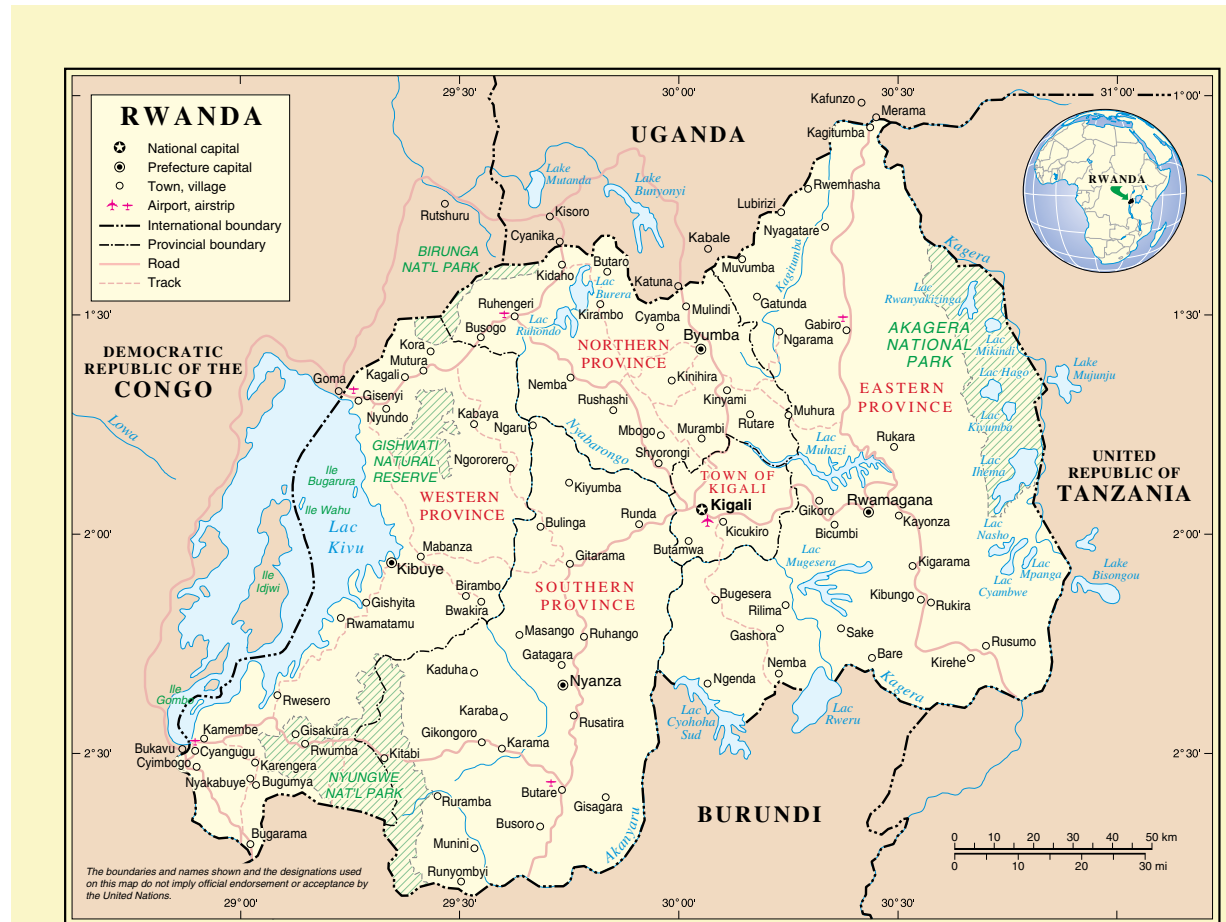 29°30'
30°00'
30°30'
1°00'
RWANDA
National capital
Prefecture capital
Town, village
Airport, airstrip
International boundary
Provincial boundary
Road
Track
UGANDA
Kafunzo
Merama
Kagitumba
RWANDA
Lake
Mutanda
Lake
Bunyonyi
Rwemhasha
Rutshuru
Kisoro
Lubirizi
Nyagatare
Cyanika
Kabale
BIRUNGA
NAT'L PARK
Kidaho
Butaro
Muvumba
Kagitumba
Kagera
Lac
Burera
Katuna
Lac
Rwanyakizinga
Ruhengeri
Kirambo
Mulindi
Gatunda
1°30'
1°30'
Lac
Ruhondo
Cyamba
Gabiro
Busogo
Byumba
Ngarama
AKAGERA
NATIONAL
PARK
Lac
Mikindi
NORTHERN
PROVINCE
DEMOCRATIC
REPUBLIC OF THE
CONGO
Kora
Mutura
Kagali
Goma
Gisenyi
Nyundo
Nemba
Kinihira
Lac Hago
Lake
Mujunju
EASTERN
PROVINCE
Kinyami
Rushashi
Kabaya
Ngaru
Rutare
Muhura
Lac
Kivumba
Lowa
Mbogo
Murambi
Nyabarongo
Lac
Muhazi
Rukara
GISHWATI
NATURAL
RESERVE
Shyorongi
Ngororero
Lac
Ihema
UNITED
REPUBLIC OF
TANZANIA
Ile
Bugarura
Kiyumba
TOWN OF
KIGALI
WESTERN
PROVINCE
Ile Wahu
Kigali
Gikoro
Rwamagana
Lac
Kivu
Bulinga
Runda
Kicukiro
Bicumbi
Kayonza
2°00'
2°00'
Lac
Nasho
Mabanza
Butamwa
Lac
Mugesera
Kibuye
Gitarama
Kigarama
Lac
Mpanga
Lake
Bisongou
Lac
Cyambwe
Ile
Idjwi
Birambo
Bwakira
SOUTHERN
PROVINCE
Gishyita
Bugesera
Rilima
Kibungo
Rukira
Rwamatamu
Masango
Ruhango
Gashora
Sake
Rusumo
Gatagara
Bare
Kirehe
Kaduha
Nemba
Nyanza
Ngenda
Kagera
Ile
Gombo
Rwesero
Karaba
Rusatira
Lac
Cyohoha
Sud
Lac
Rweru
Kamembe
Gisakura
Gikongoro
Bukavu
Cyangugu
Rwumba
Kitabi
Karama
2°30'
2°30'
Cyimbogo
Karengera
Nyakabuye
Bugumya
NYUNGWE
NAT'L PARK
Butare
Ruramba
Gisagara
BURUNDI
Busoro
Akanyaru
Bugarama
Munini
Runyombyi
0 10 20 30 40 50 km
0 10 20 30 mi
The boundaries and names shown and the designations used
on this map do not imply official endorsement or acceptance by
the United Nations.
29°00'
29°30'
30°00'
30°30'